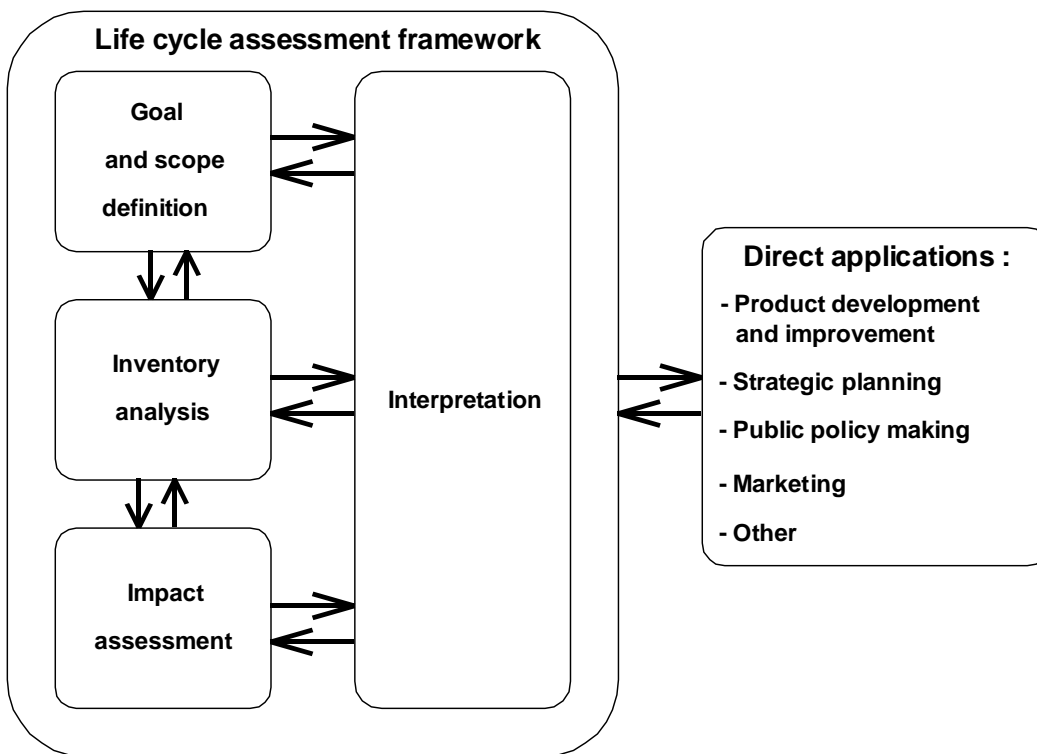 Life cycle assessment framework
Goal
and scope
definition
Inventory
analysis
Impact
assessment
Interpretation
Direct applications :
- Product development
and improvement
- Strategic planning
- Public policy making
- Marketing
- Other